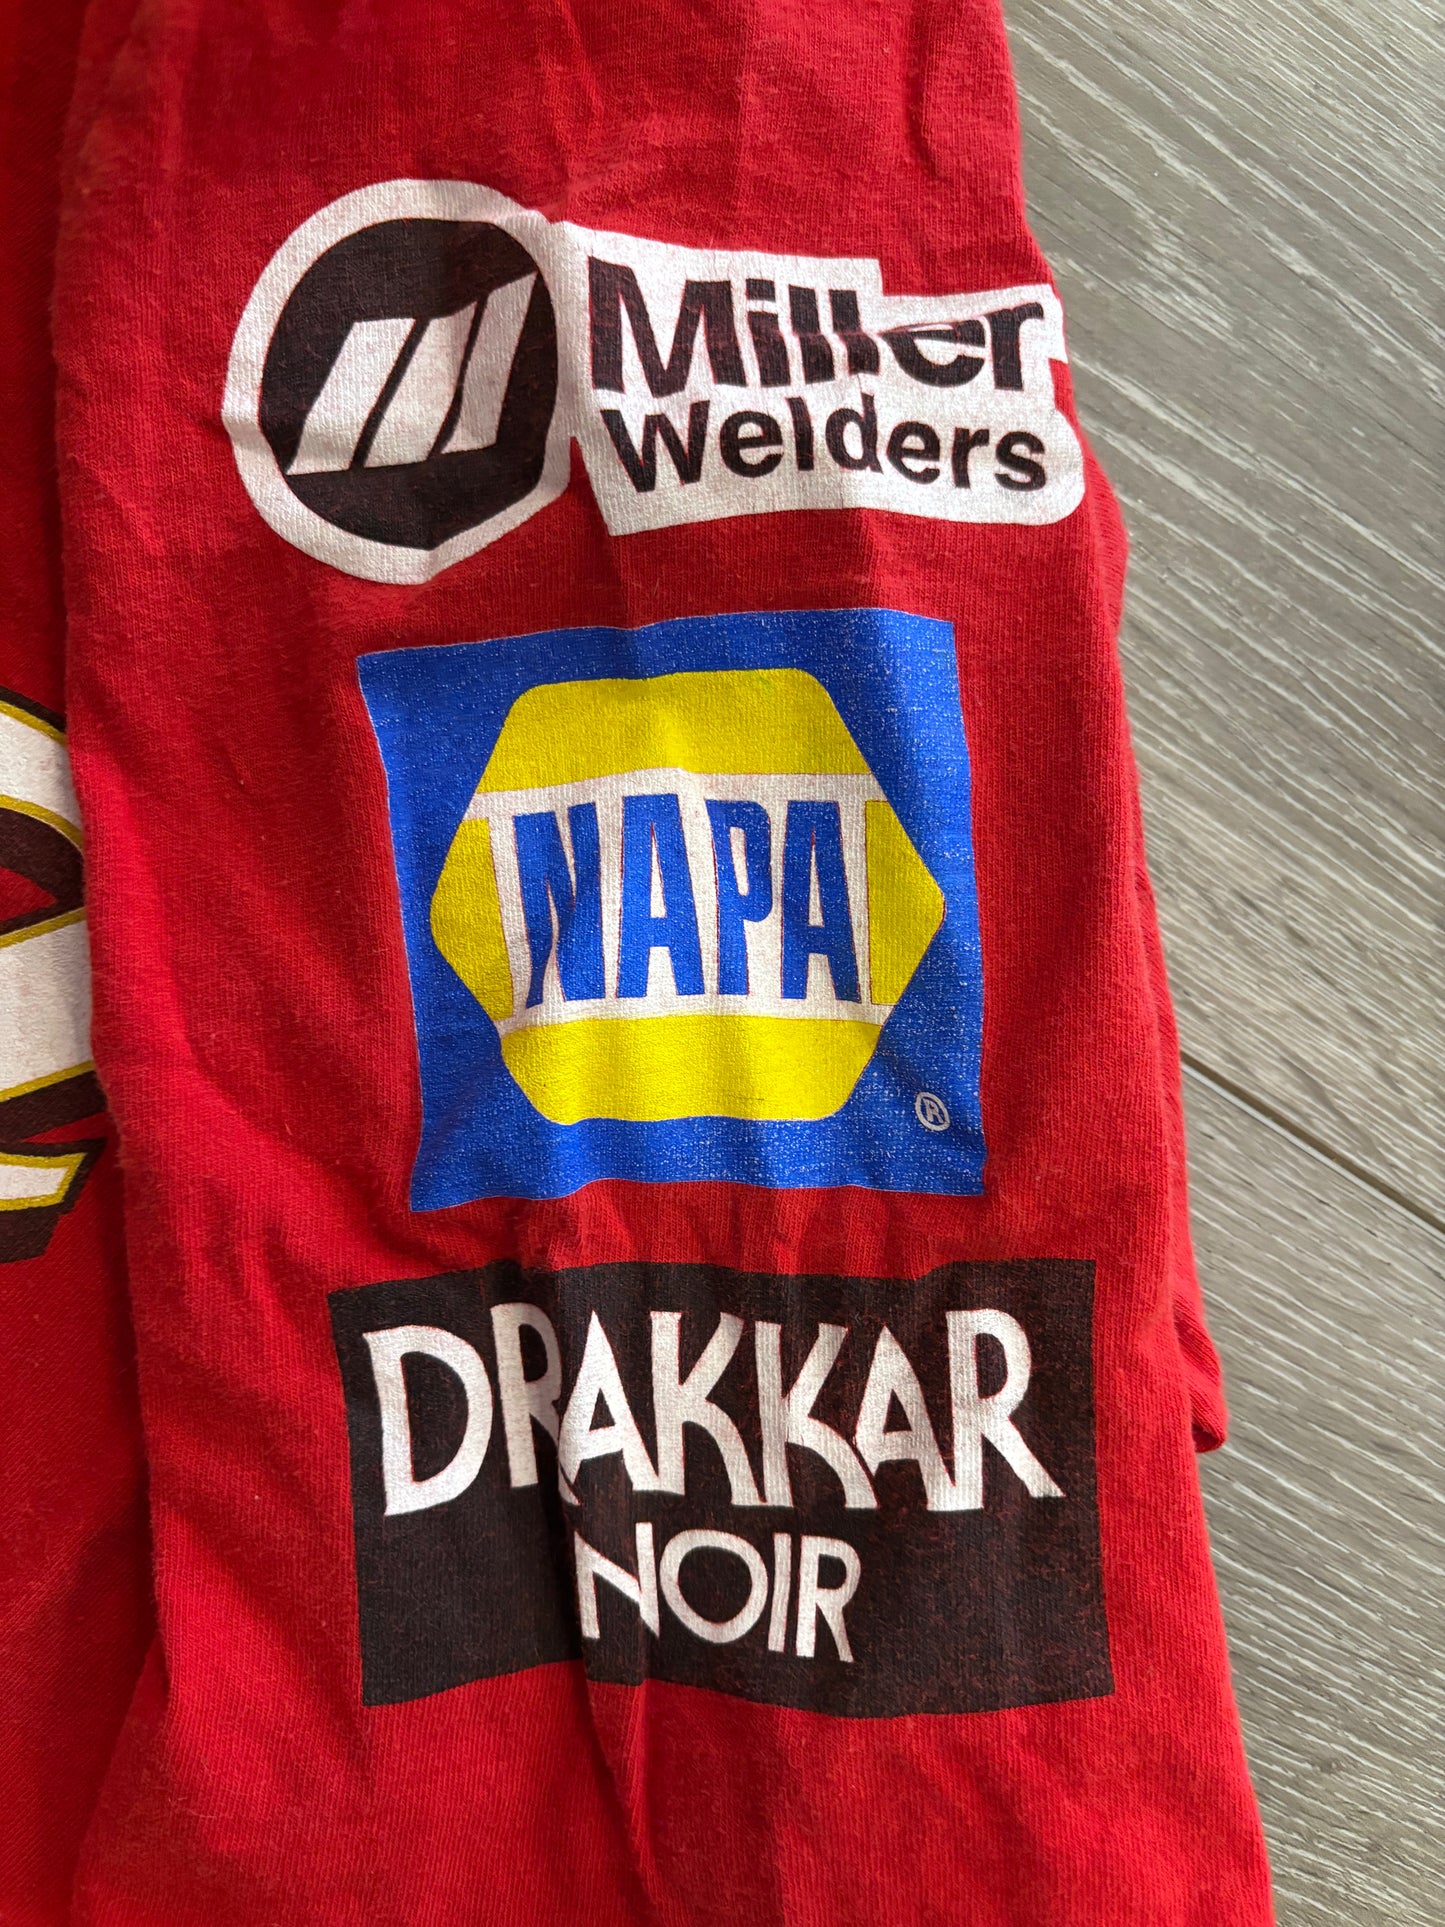 Miller
Welders
NAPA
®
DRAKKAR
NOIR